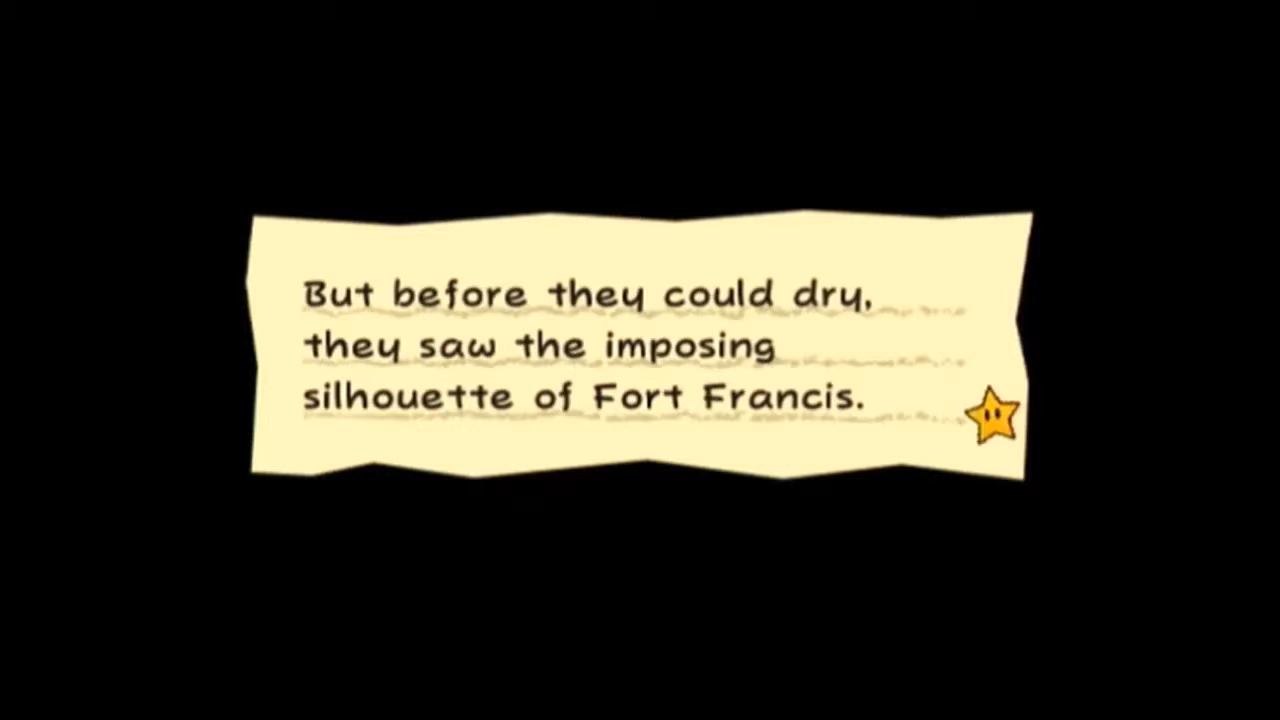 But before they could dry,
they saw the imposing
silhouette of Fort Francis.